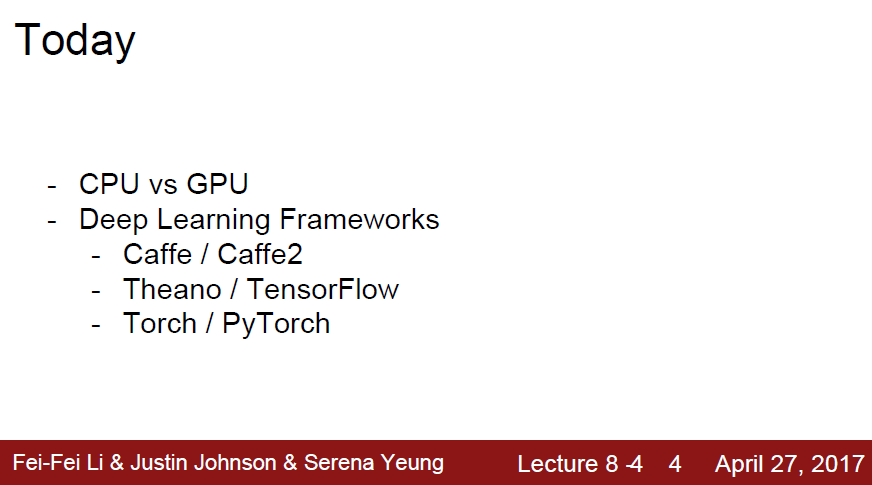 Today
- CPU vs GPU
- Deep Learning Frameworks
- Caffe / Caffe2
- Theano / TensorFlow
- Torch / PyTorch
Fei-Fei Li & Justin Johnson & Serena Yeung Lecture 8 -4 4 April 27, 2017